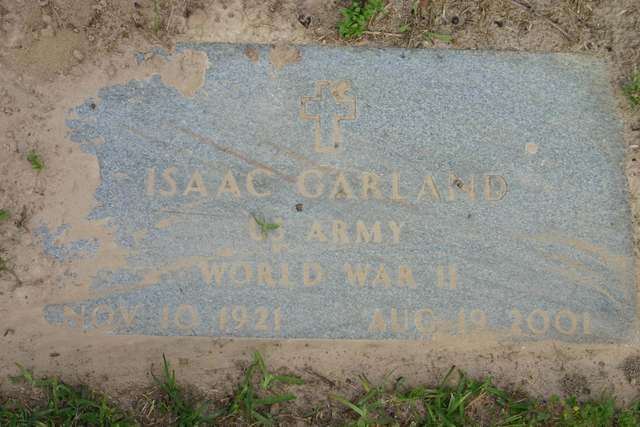 ISAAC GARLAND
US ARMY
WORLD WAR II
NOV 10 1921 AUG 19 2001